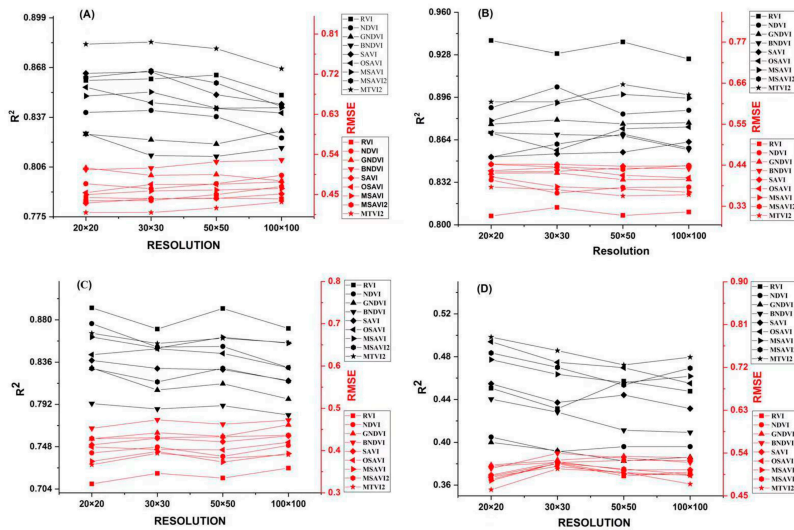 (A)
0.899
0.868
0.837
0.806
0.775
R²
0.81
0.72
0.63
0.54
0.45
RMSE
20×20 30×30 50×50 100×100
RESOLUTION
RVI
NDVI
GNDVI
BNDVI
SAVI
OSAVI
MSAVI
MSAVI2
MTVI2
RVI
NDVI
GNDVI
BNDVI
SAVI
OSAVI
MSAVI
MSAVI2
MTVI2
(B)
0.960
0.928
0.896
0.864
0.832
0.800
R²
0.77
0.66
0.55
0.44
0.33
RMSE
20×20 30×30 50×50 100×100
Resolution
RVI
NDVI
GNDVI
BNDVI
SAVI
OSAVI
MSAVI
MSAVI2
MTVI2
RVI
NDVI
GNDVI
BNDVI
SAVI
OSAVI
MSAVI
MSAVI2
MTVI2
(C)
0.880
0.836
0.792
0.748
0.704
R²
0.8
0.7
0.6
0.5
0.4
0.3
RMSE
20×20 30×30 50×50 100×100
RESOLUTION
RVI
NDVI
GNDVI
BNDVI
SAVI
OSAVI
MSAVI
MSAVI2
MTVI2
RVI
NDVI
GNDVI
BNDVI
SAVI
OSAVI
MSAVI
MSAVI2
MTVI2
(D)
0.52
0.48
0.44
0.40
0.36
R²
0.90
0.81
0.72
0.63
0.54
0.45
RMSE
20×20 30×30 50×50 100×100
RESOLUTION
RVI
NDVI
GNDVI
BNDVI
SAVI
OSAVI
MSAVI
MSAVI2
MTVI2
RVI
NDVI
GNDVI
BNDVI
SAVI
OSAVI
MSAVI
MSAVI2
MTVI2